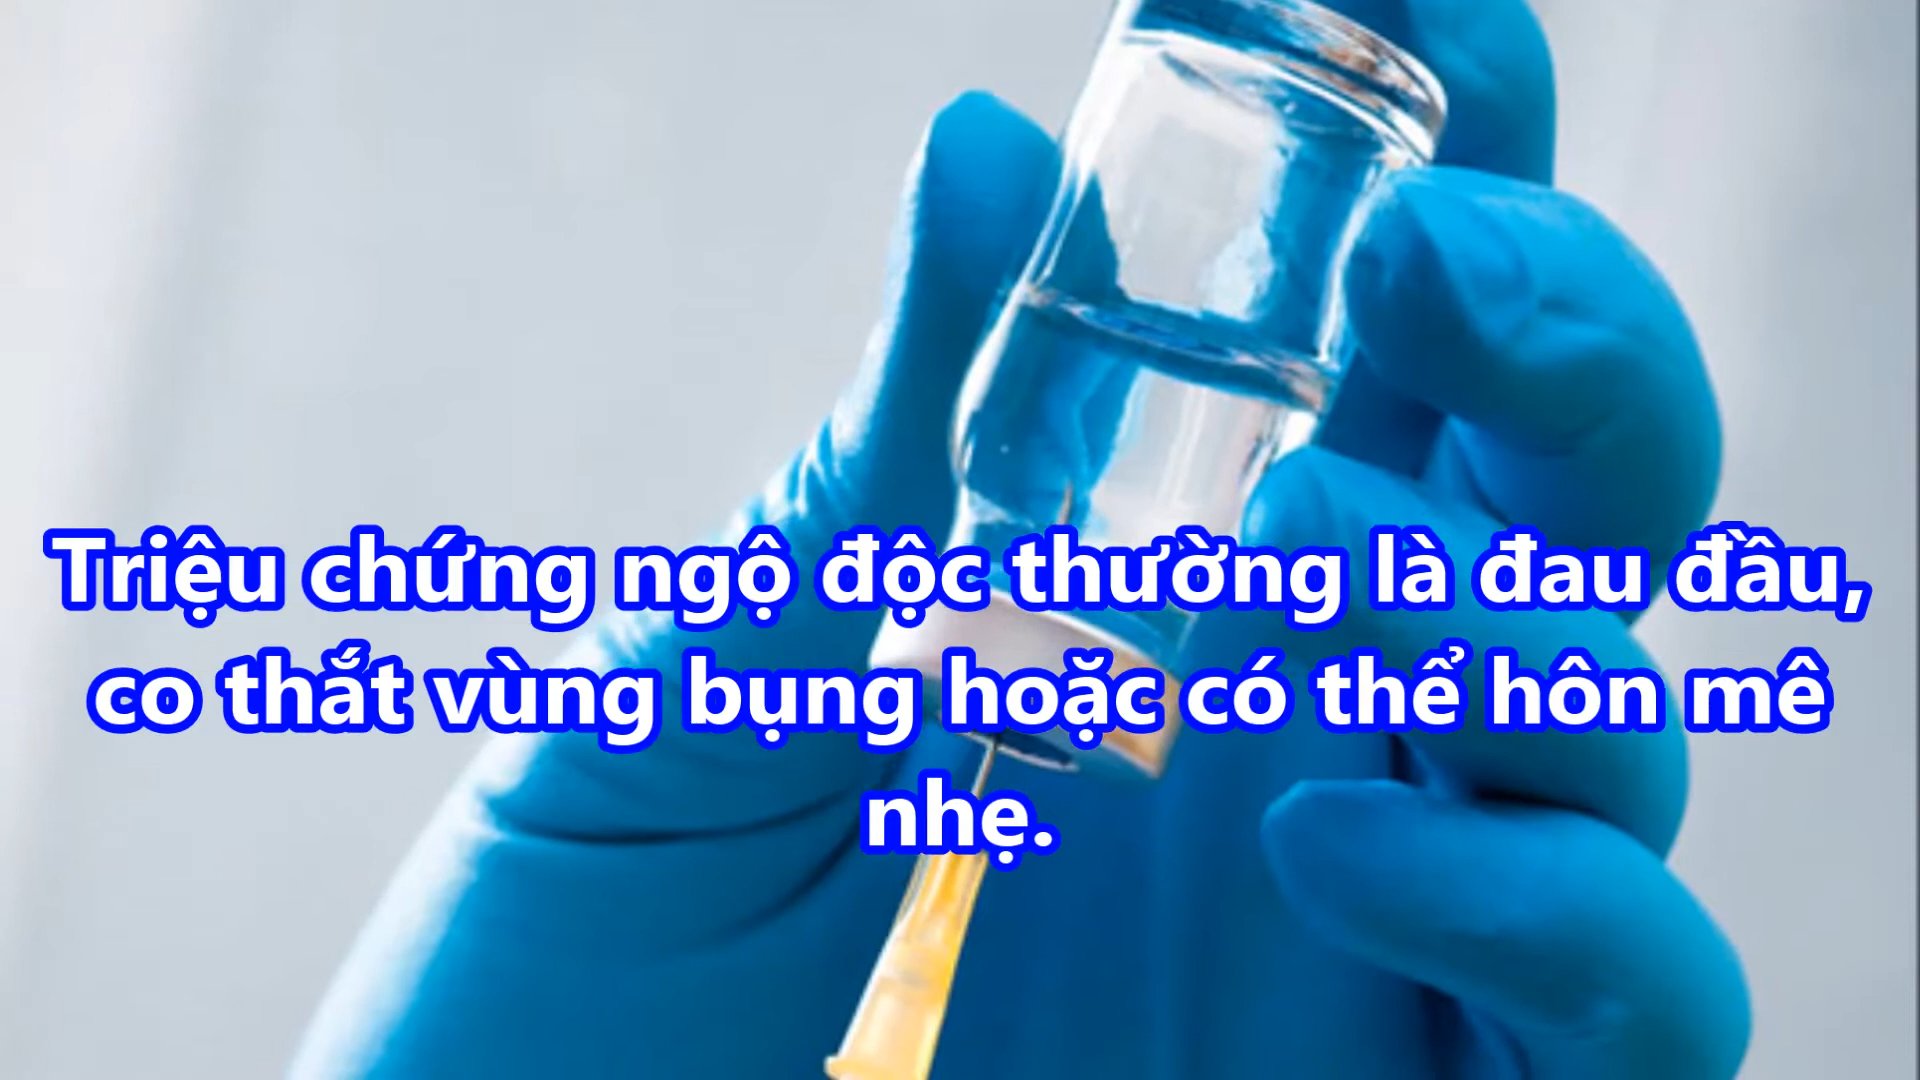 Triệu chứng ngộ độc thường là đau đầu,
co thắt vùng bụng hoặc có thể hôn mê
nhẹ.